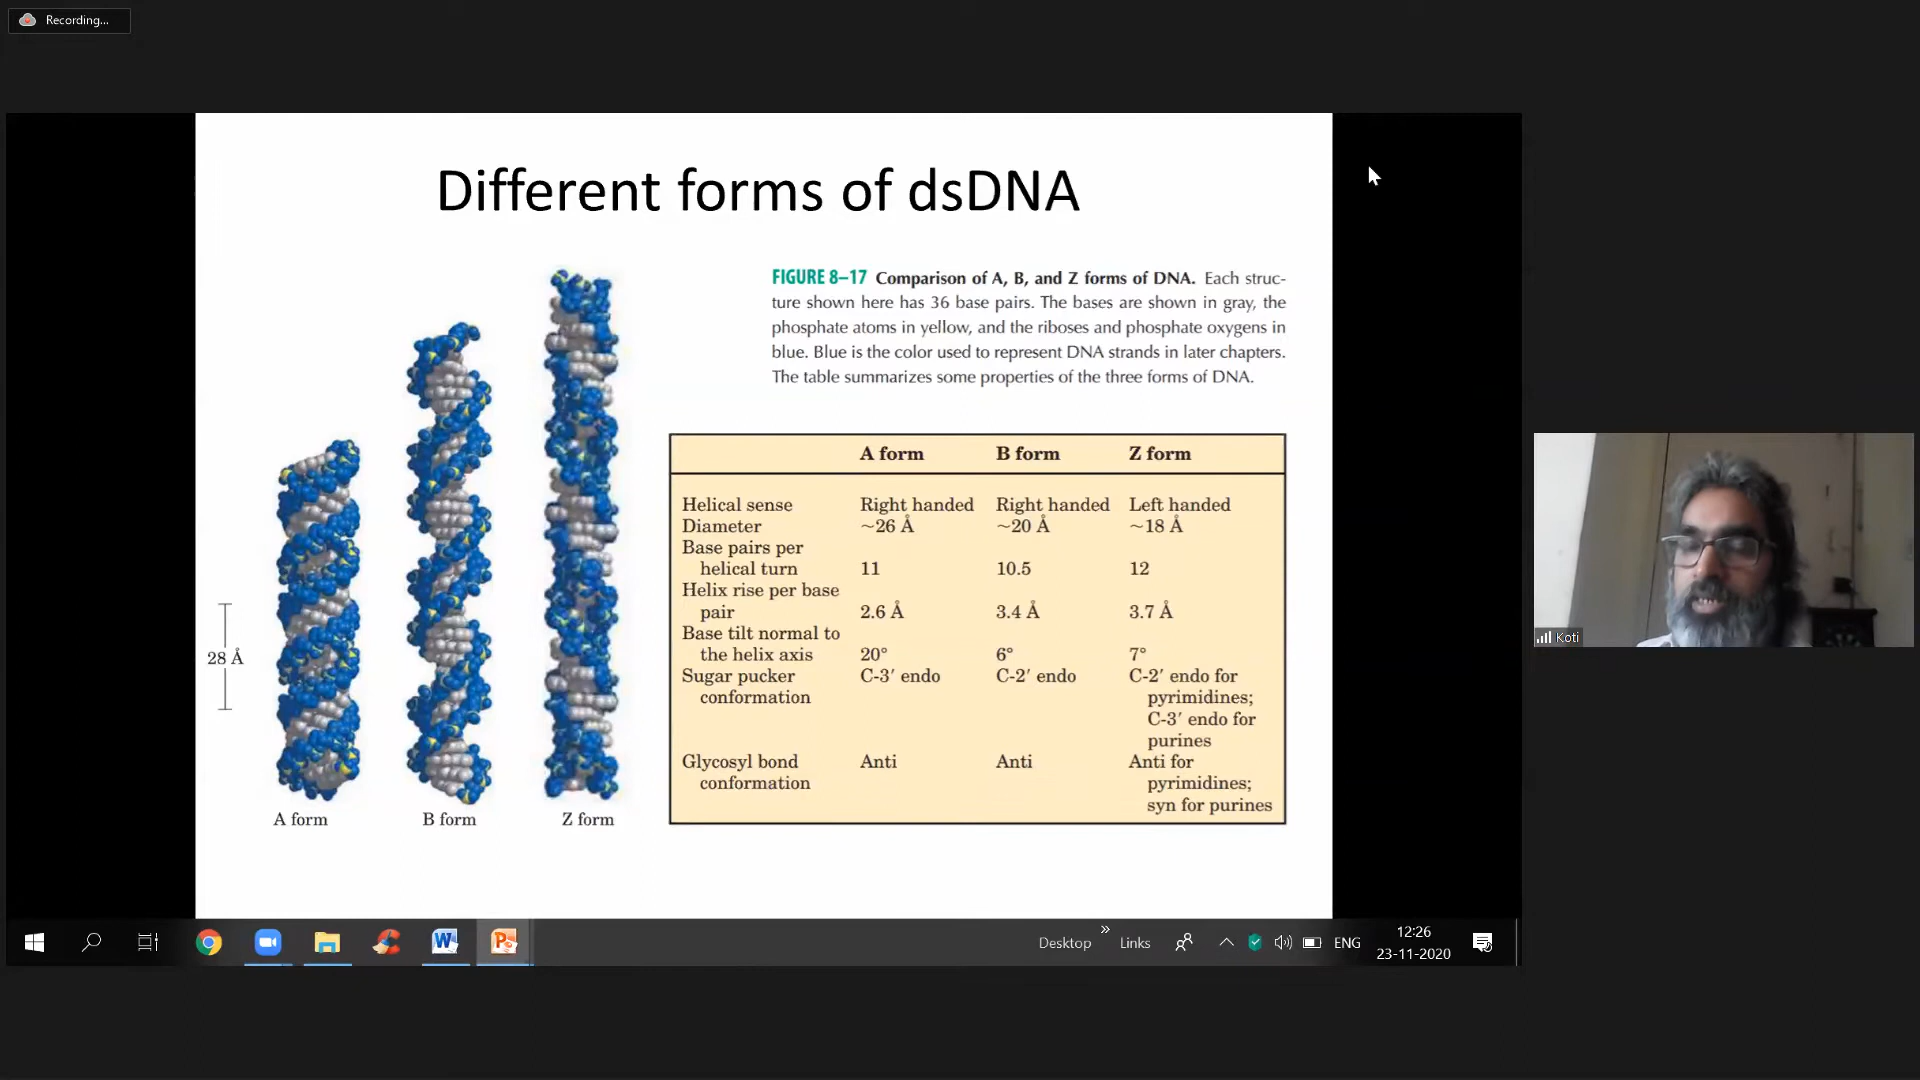 Recording...
Different forms of dsDNA
FIGURE 8–17 Comparison of A, B, and Z forms of DNA. Each struc-
ture shown here has 36 base pairs. The bases are shown in gray, the
phosphate atoms in yellow, and the riboses and phosphate oxygens in
blue. Blue is the color used to represent DNA strands in later chapters.
The table summarizes some properties of the three forms of DNA.
A form B form Z form
Helical sense Right handed Right handed Left handed
Diameter ~26 Å ~20 Å ~18 Å
Base pairs per
helical turn 11 10.5 12
Helix rise per base
pair 2.6 Å 3.4 Å 3.7 Å
Base tilt normal to
the helix axis 20° 6° 7°
Sugar pucker C-3′ endo C-2′ endo C-2′ endo for
conformation pyrimidines;
C-3′ endo for
purines
Glycosyl bond Anti Anti Anti for
conformation pyrimidines;
syn for purines
28 Å
A form B form Z form
Koti
Desktop » Links ENG 12:26
23-11-2020